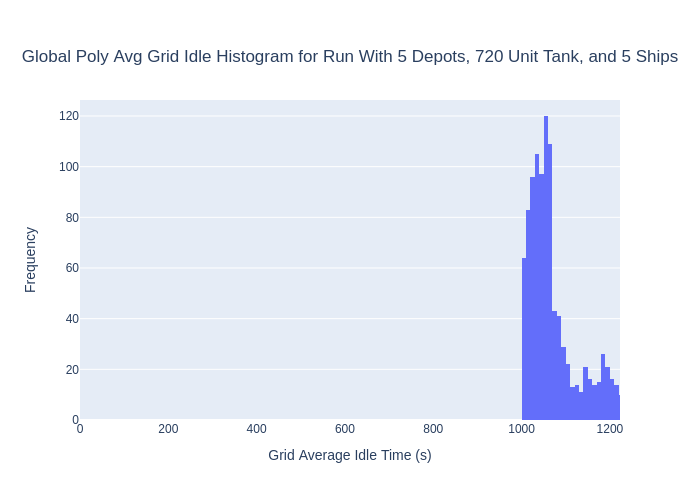 Global Poly Avg Grid Idle Histogram for Run With 5 Depots, 720 Unit Tank, and 5 Ships
120
100
80
60
40
20
0
Frequency
0 200 400 600 800 1000 1200
Grid Average Idle Time (s)